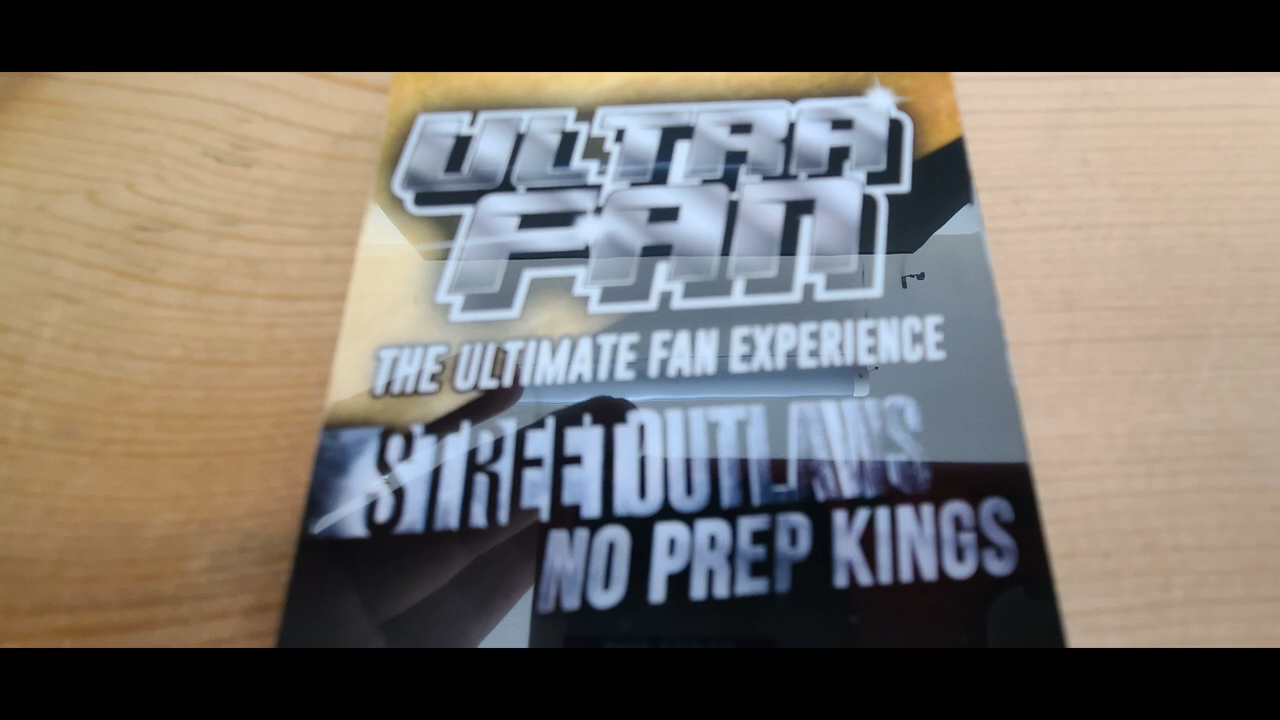 ULTRA
FAN
THE ULTIMATE FAN EXPERIENCE
STREET OUTLAWS
NO PREP KINGS